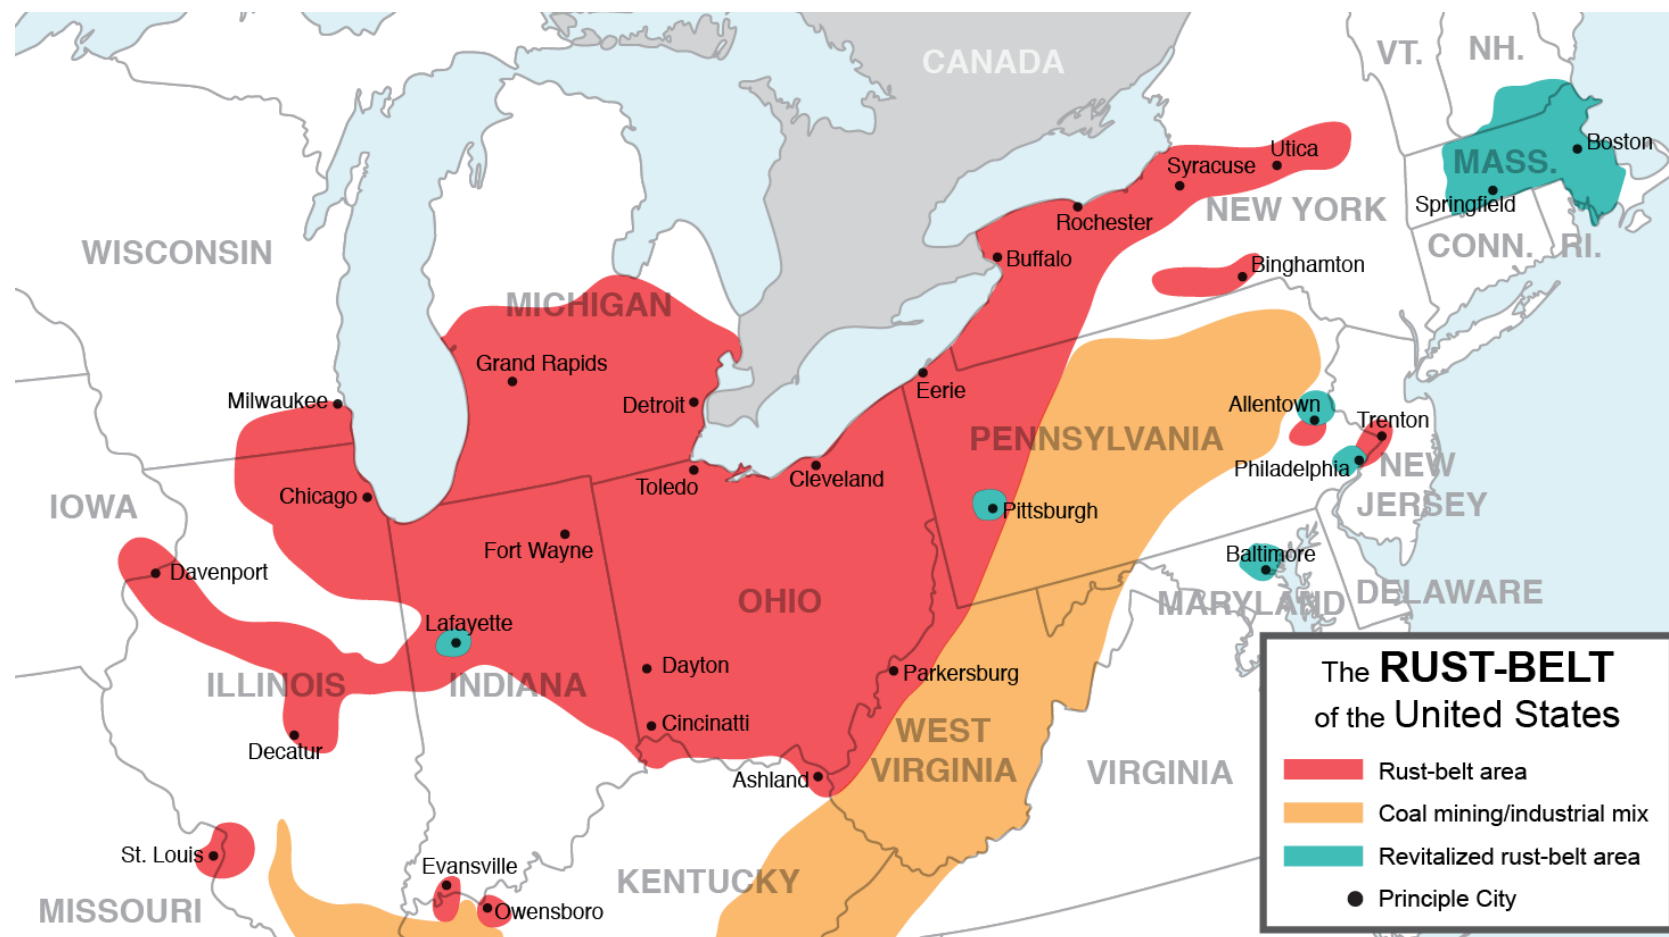 CANADA
VT.
NH.
Boston
MASS.
Utica
Syracuse
Springfield
NEW YORK
Rochester
CONN.
RI.
WISCONSIN
Buffalo
Binghamton
MICHIGAN
Grand Rapids
Eerie
Milwaukee
Detroit
Allentown
Trenton
PENNSYLVANIA
Philadelphia
NEW
JERSEY
Cleveland
Toledo
Chicago
IOWA
Pittsburgh
Fort Wayne
Baltimore
Davenport
OHIO
MARYLAND
DELAWARE
Lafayette
Dayton
Parkersburg
ILLINOIS
INDIANA
Cincinatti
WEST
VIRGINIA
Decatur
Ashland
VIRGINIA
St. Louis
Evansville
KENTUCKY
MISSOURI
Owensboro
The RUST-BELT
of the United States
Rust-belt area
Coal mining/industrial mix
Revitalized rust-belt area
Principle City